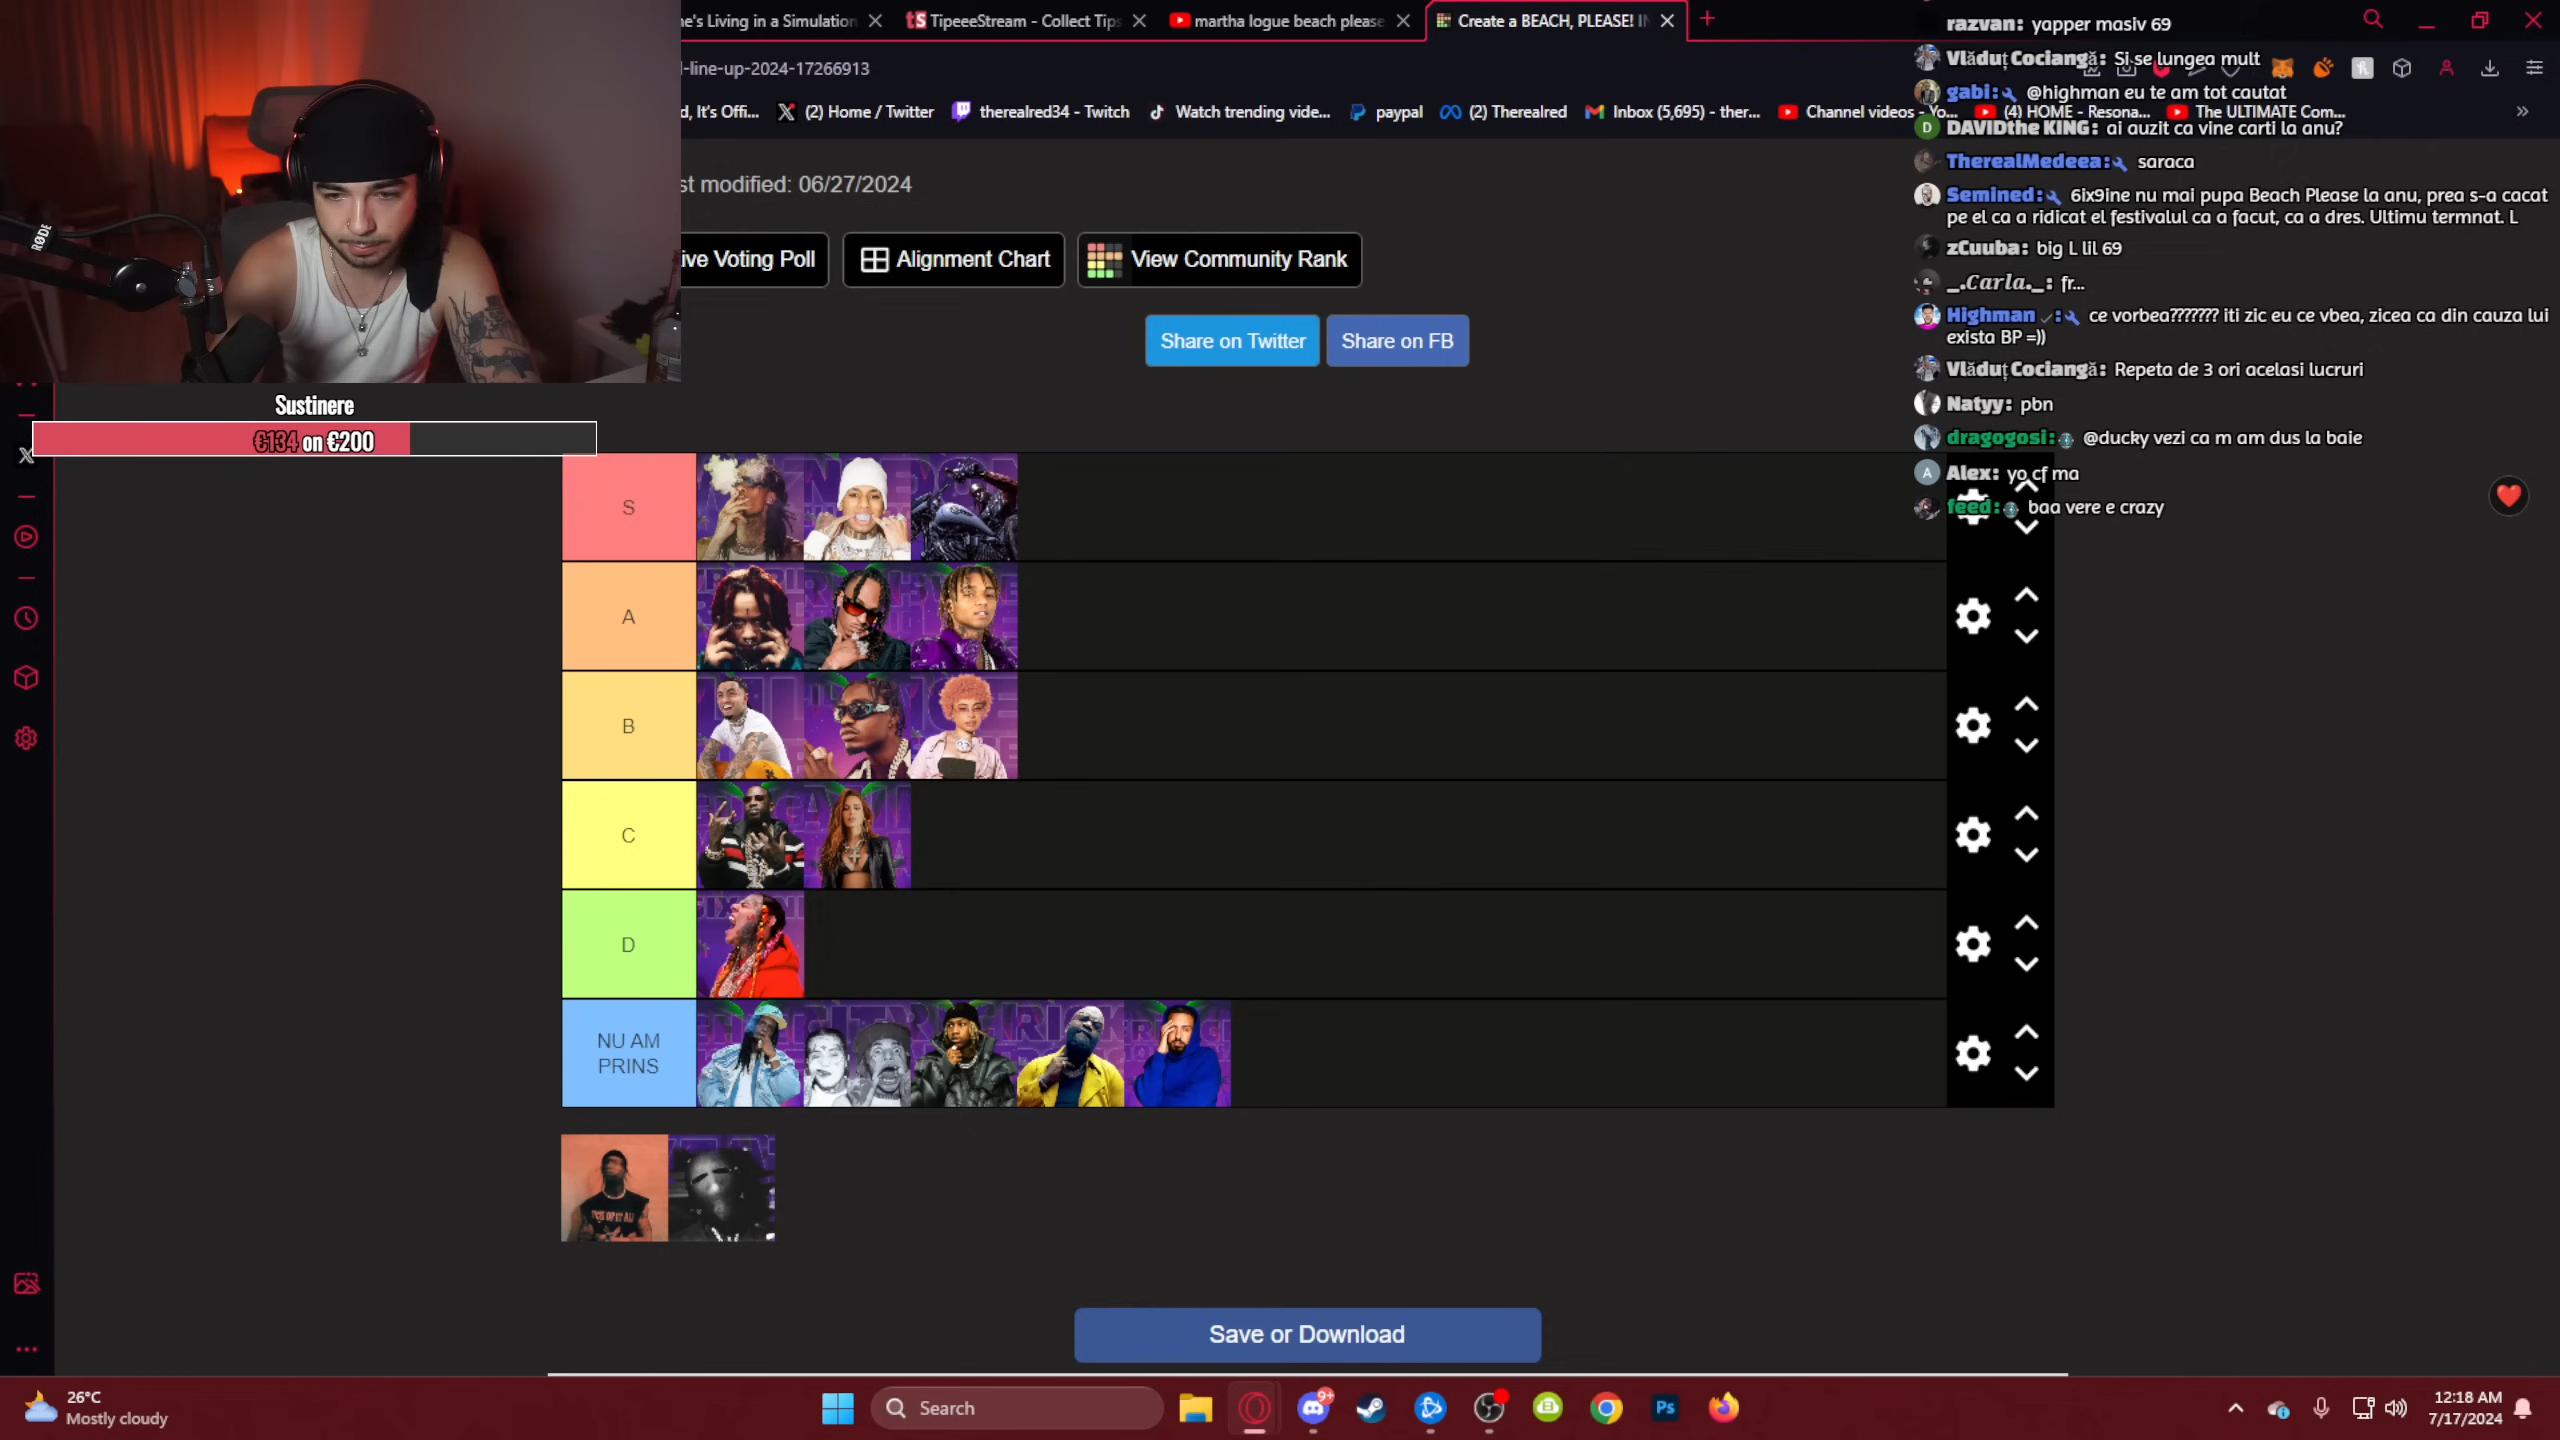 ne's Living in a Simulation
TipeeeStream - Collect Tips
martha logue beach please
Create a BEACH, PLEASE! IN
l-line-up-2024-17266913
d, It's Offi...
(2) Home / Twitter
therealred34 - Twitch
Watch trending vide...
paypal
(2) Therealred
Inbox (5,695) - ther...
Channel videos - Yo...
(4) HOME - Resona...
The ULTIMATE Com...
razvan: yapper masiv 69
Vlăduț Ciocangă: Si se lungea mult
gabi: @highman eu te am tot cautat
DAVIDthe KING: ai auzit ca vine carti la anu?
TherealMedeea: saraca
Semined: 6ix9ine nu mai pupa Beach Please la anu, prea s-a cacat
pe el ca a ridicat el festivalul ca a facut, ca a dres. Ultimu termnat. L
zCuuba: big L lil 69
_.Carla._: fr...
Highman: ce vorbea??????? iti zic eu ce vbea, zicea ca din cauza lui
exista BP =))
Vlăduț Cociangă: Repeta de 3 ori acelasi lucruri
Natyy: pbn
dragogosi: @ducky vezi ca m am dus la baie
Alex: yo cf ma
feed: baa vere e crazy
RØDE
st modified: 06/27/2024
ive Voting Poll
Alignment Chart
View Community Rank
Share on Twitter
Share on FB
Sustinere
€134 on €200
S
A
B
C
D
NU AM
PRINS
Save or Download
26°C
Mostly cloudy
Search
9+
Ps
12:18 AM
7/17/2024